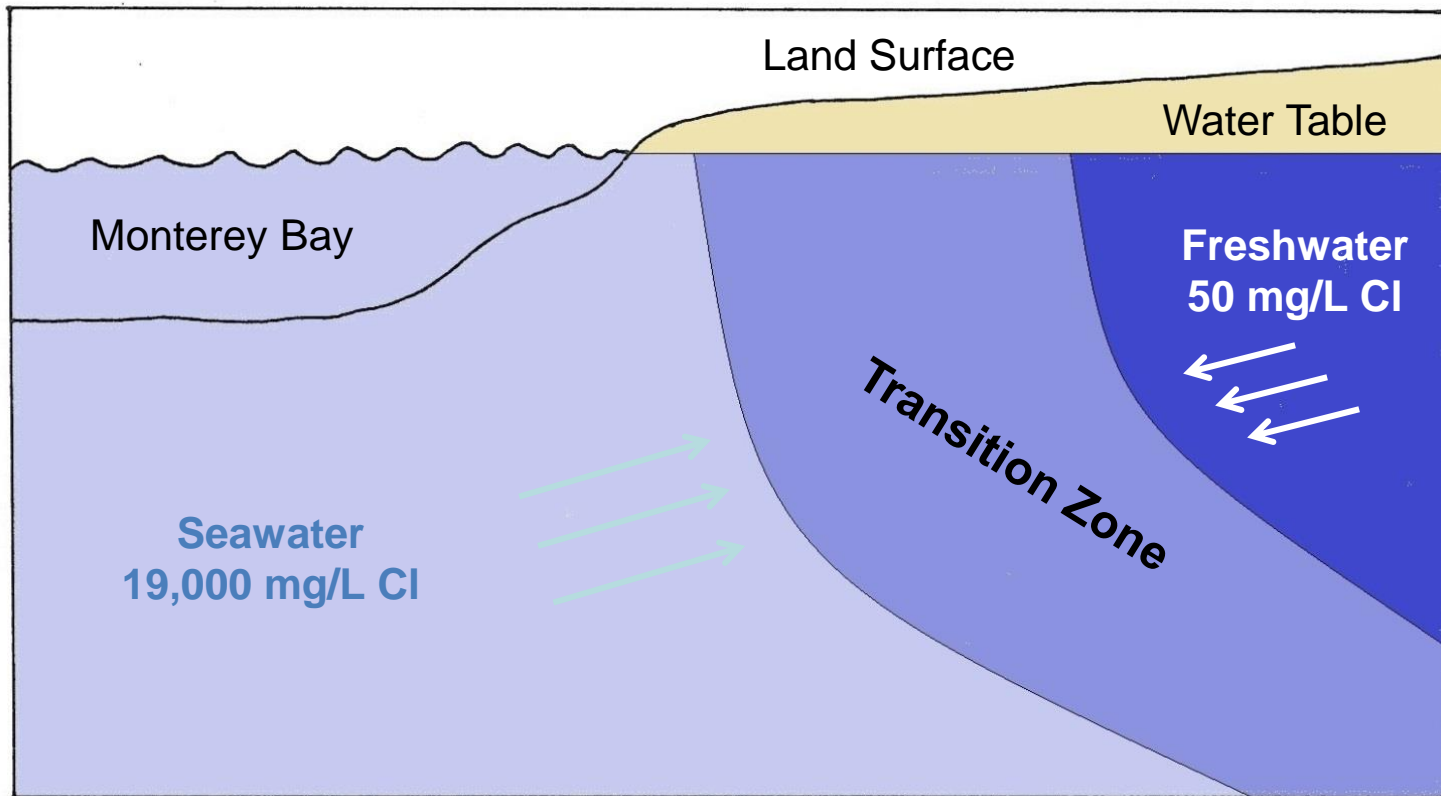 Land Surface
Water Table
Monterey Bay
Freshwater
50 mg/L Cl
Transition Zone
Seawater
19,000 mg/L Cl